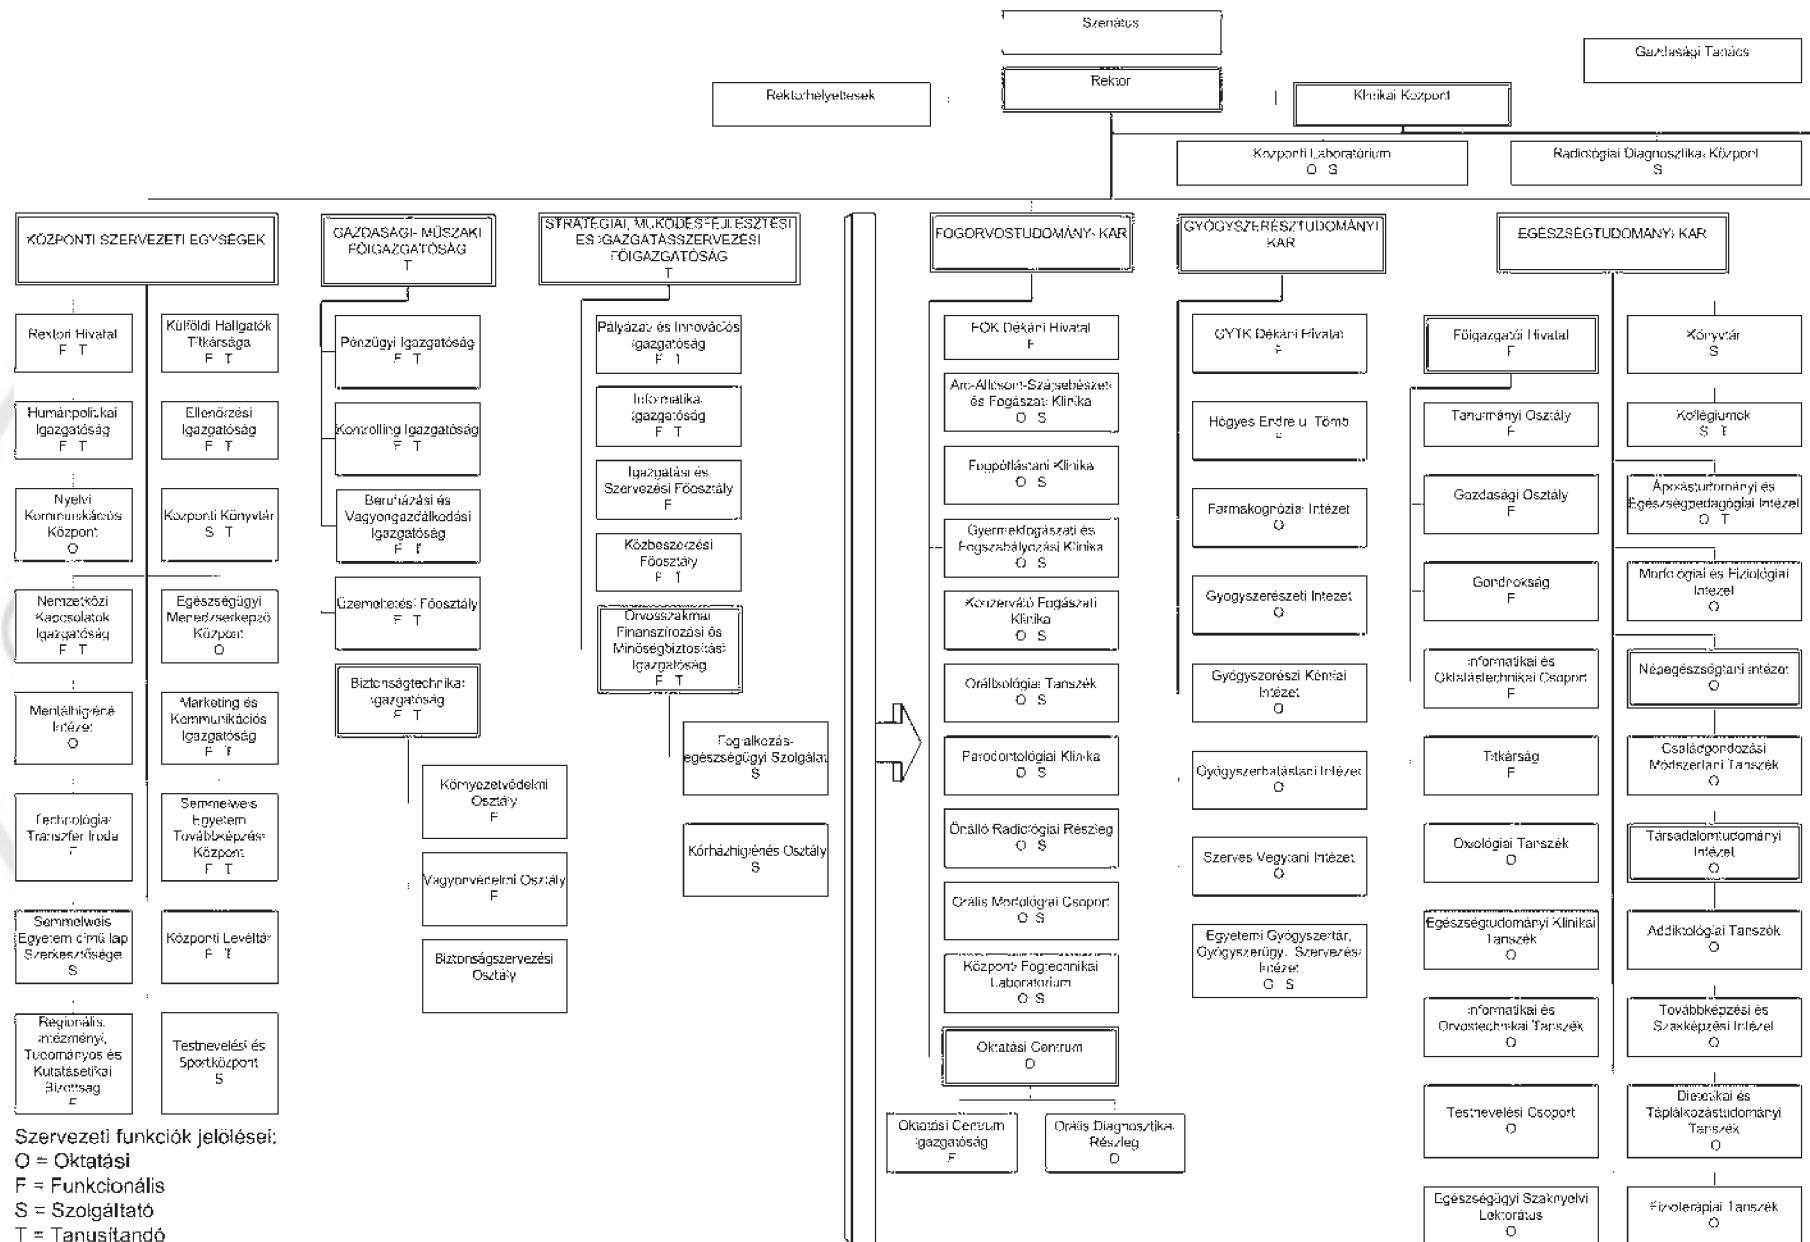 Szenátus
Gazdasági Tanács
Rektor
Rektorhelyettesek
Klinikai Központ
Központi Laboratórium
O S
Radiológiai Diagnosztikai Központ
S
KÖZPONTI SZERVEZETI EGYSÉGEK
Rektori Hivatal
F T
Külföldi Hallgatók
Titkársága
F T
Humánpolitikai
Igazgatóság
F T
Ellenőrzési
Igazgatóság
F T
Nyelvi
Kommunikációs
Központ
O
Központi Könyvtár
S T
Nemzetközi
Kapcsolatok
Igazgatóság
F T
Egészségügyi
Menedzserképző
Központ
O
Mentálhigiéné
Intézet
O
Marketing és
Kommunikációs
Igazgatóság
F T
Technológiai
Transzfer Iroda
F
Semmelweis
Egyetem
Továbbképzési
Központ
F T
Semmelweis
Egyetem című lap
Szerkesztősége
S
Központi Levéltár
F T
Regionális,
Intézményi,
Tudományos és
Kutatásetikai
Bizottság
F
Testnevelési és
Sportközpont
S
GAZDASÁGI- MŰSZAKI
FŐIGAZGATÓSÁG
T
Pénzügyi Igazgatóság
F T
Kontrolling Igazgatóság
F T
Beruházási és
Vagyongazdálkodási
Igazgatóság
F T
Üzemeltetési Főosztály
F T
Biztonságtechnikai
Igazgatóság
F T
Környezetvédelmi
Osztály
F
Vagyonvédelmi Osztály
F
Biztonságszervezési
Osztály
STRATÉGIAI, MŰKÖDÉSFEJLESZTÉSI
ÉS IGAZGATÁSSZERVEZÉSI
FŐIGAZGATÓSÁG
T
Pályázati és Innovációs
Igazgatóság
F T
Informatikai
Igazgatóság
F T
Igazgatási és
Szervezési Főosztály
F
Közbeszerzési
Főosztály
F T
Orvosszakmai
Finanszírozási és
Minőségbiztosítási
Igazgatóság
F T
Foglalkozás-
egészségügyi Szolgálat
S
Kórházhigiénés Osztály
S
FOGORVOSTUDOMÁNYI KAR
FOK Dékáni Hivatal
F
Arc-Állcsont-Szájsebészeti
és Fogászati Klinika
O S
Fogpótlástani Klinika
O S
Gyermekfogászati és
Fogszabályozási Klinika
O S
Konzerváló Fogászati
Klinika
O S
Orálbiológiai Tanszék
O S
Parodontológiai Klinika
O S
Önálló Radiológiai Részleg
O S
Orális Morfológiai Csoport
O S
Központi Fogtechnikai
Laboratórium
O S
Oktatási Centrum
O
Oktatási Centrum
Igazgatóság
F
Orális Diagnosztikai
Részleg
O
GYÓGYSZERÉSZTUDOMÁNYI
KAR
GYTK Dékáni Hivatal
F
Hőgyes Endre u. Tömb
F
Farmakognóziai Intézet
O
Gyógyszerészeti Intézet
O
Gyógyszerészi Kémiai
Intézet
O
Gyógyszerhatástani Intézet
O
Szerves Vegytani Intézet
O
Egyetemi Gyógyszertár,
Gyógyszerügyi Szervezési
Intézet
O S
EGÉSZSÉGTUDOMÁNYI KAR
Főigazgatói Hivatal
F
Könyvtár
S
Tanulmányi Osztály
F
Kollégiumok
S T
Gazdasági Osztály
F
Ápolástudományi és
Egészségpedagógiai Intézet
O T
Gondnokság
F
Morfológiai és Fiziológiai
Intézet
O
Informatikai és
Oktatástechnikai Csoport
F
Népegészségtani Intézet
O
Titkárság
F
Családgondozási
Módszertani Tanszék
O
Oxiológiai Tanszék
O
Társadalomtudományi
Intézet
O
Egészségtudományi Klinikai
Tanszék
O
Addiktológiai Tanszék
O
Informatikai és
Orvostechnikai Tanszék
O
Továbbképzési és
Szakképzési Intézet
O
Testnevelési Csoport
O
Dietetikai és
Táplálkozástudományi
Tanszék
O
Egészségügyi Szaknyelvi
Lektorátus
O
Fizioterápiai Tanszék
O
Szervezeti funkciók jelölései:
O = Oktatási
F = Funkcionális
S = Szolgáltató
T = Tanusítandó